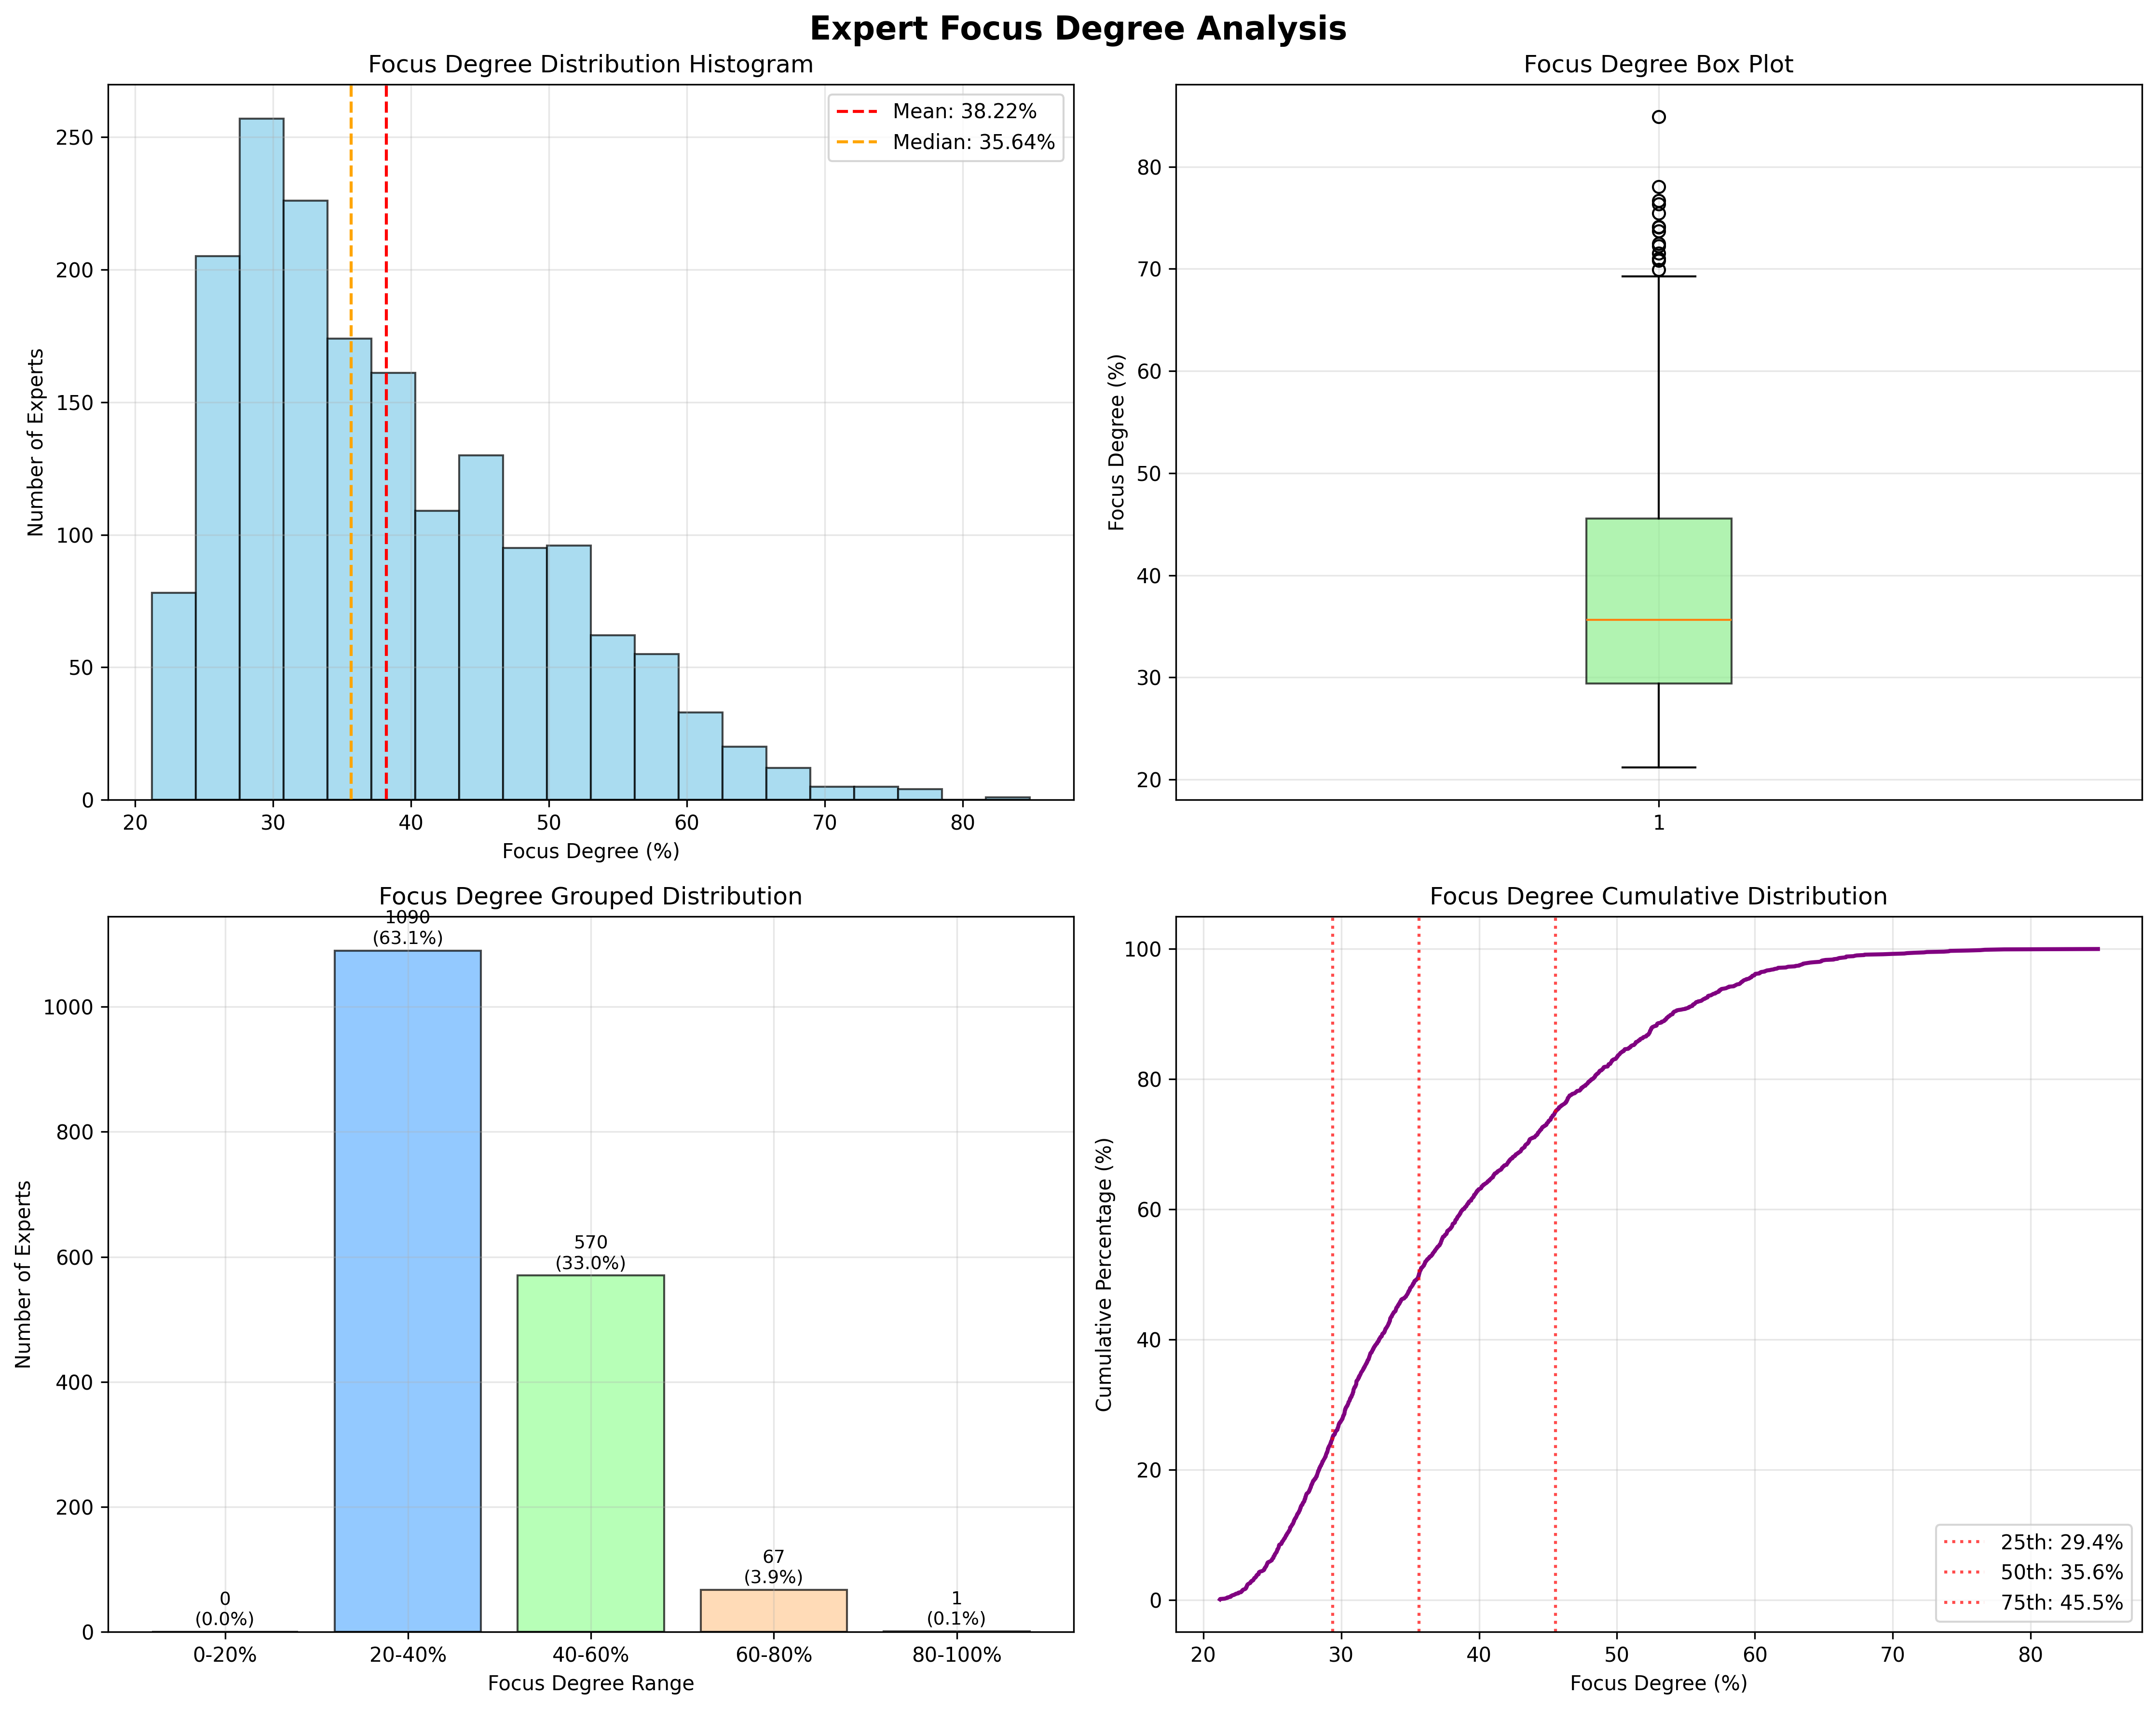 Expert Focus Degree Analysis
Focus Degree Distribution Histogram
Number of Experts
250
200
150
100
50
0
20 30 40 50 60 70 80
Focus Degree (%)
Mean: 38.22%
Median: 35.64%
Focus Degree Box Plot
Focus Degree (%)
80
70
60
50
40
30
20
1
Focus Degree Grouped Distribution
Number of Experts
1000
800
600
400
200
0
0
(0.0%)
1090
(63.1%)
570
(33.0%)
67
(3.9%)
1
(0.1%)
0-20% 20-40% 40-60% 60-80% 80-100%
Focus Degree Range
Focus Degree Cumulative Distribution
Cumulative Percentage (%)
100
80
60
40
20
0
20 30 40 50 60 70 80
Focus Degree (%)
25th: 29.4%
50th: 35.6%
75th: 45.5%